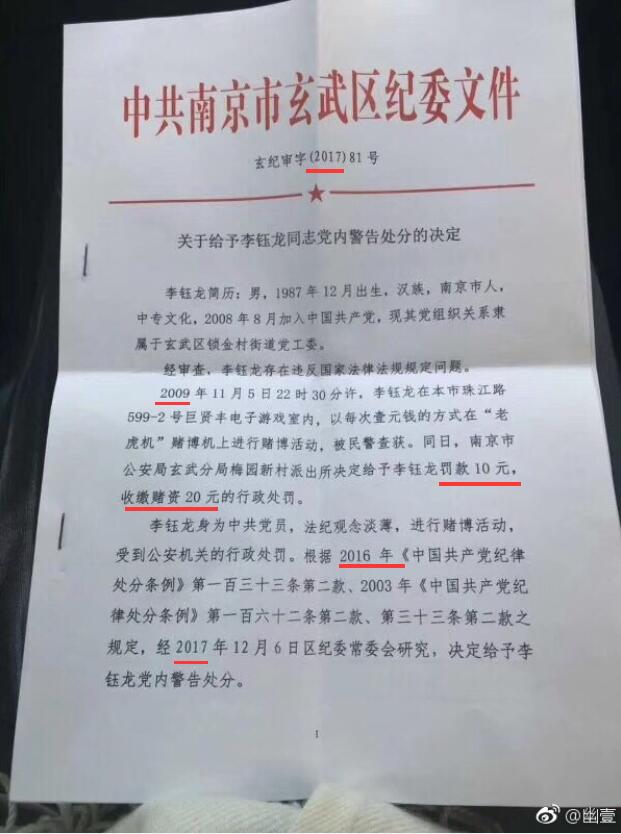 中共南京市玄武区纪委文件
玄纪审字(2017)81号
关于给予李钰龙同志党内警告处分的决定
李钰龙简历：男，1987年12月出生，汉族，南京市人，
中专文化，2008年8月加入中国共产党，现其党组织关系隶
属于玄武区锁金村街道党工委。
经审查，李钰龙存在违反国家法律法规规定问题。
2009年11月5日22时30分许，李钰龙在本市珠江路
599-2号巨贤丰电子游戏室内，以每次壹元钱的方式在“老
虎机”赌博机上进行赌博活动，被民警查获。同日，南京市
公安局玄武分局梅园新村派出所决定给予李钰龙罚款10元，
收缴赌资20元的行政处罚。
李钰龙身为中共党员，法纪观念淡薄，进行赌博活动，
受到公安机关的行政处罚。根据2016年《中国共产党纪律
处分条例》第一百三十三条第二款、2003年《中国共产党纪
律处分条例》第一百六十二条第二款、第三十三条第二款之
规定，经2017年12月6日区纪委常委会研究，决定给予李
钰龙党内警告处分。
1
@幽壹